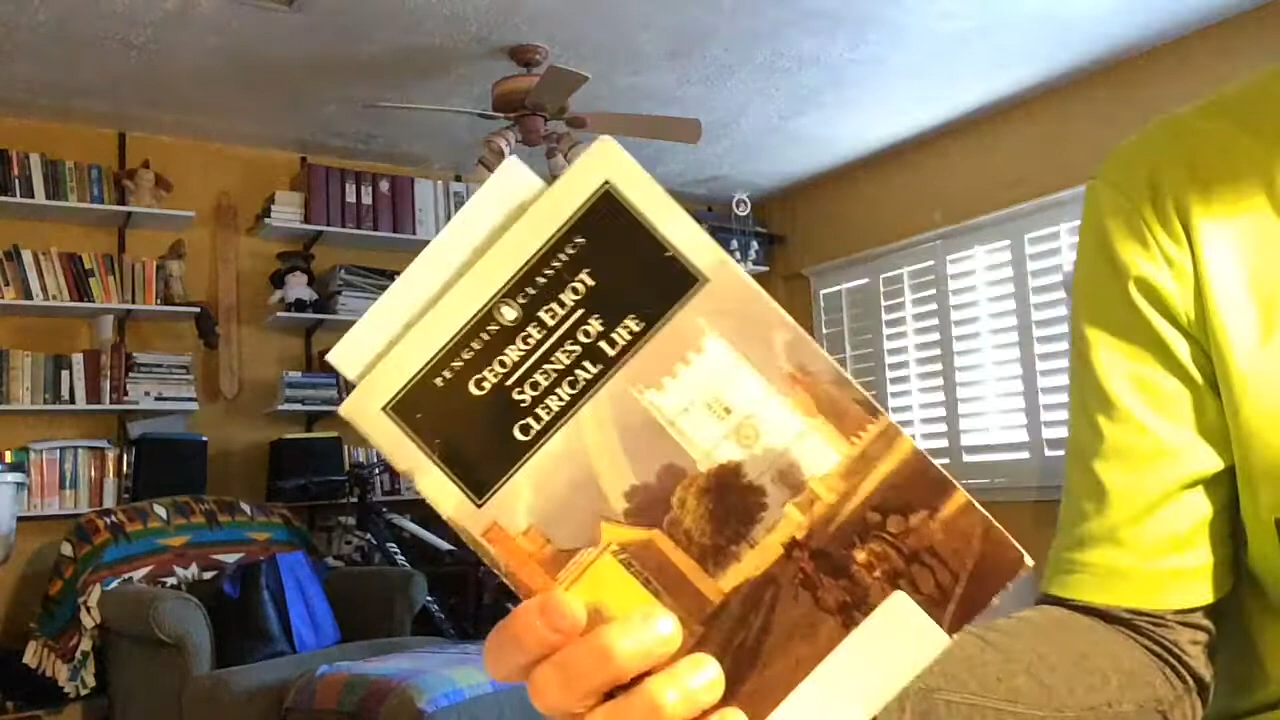 PENGUIN CLASSICS
GEORGE ELIOT
SCENES OF
CLERICAL LIFE